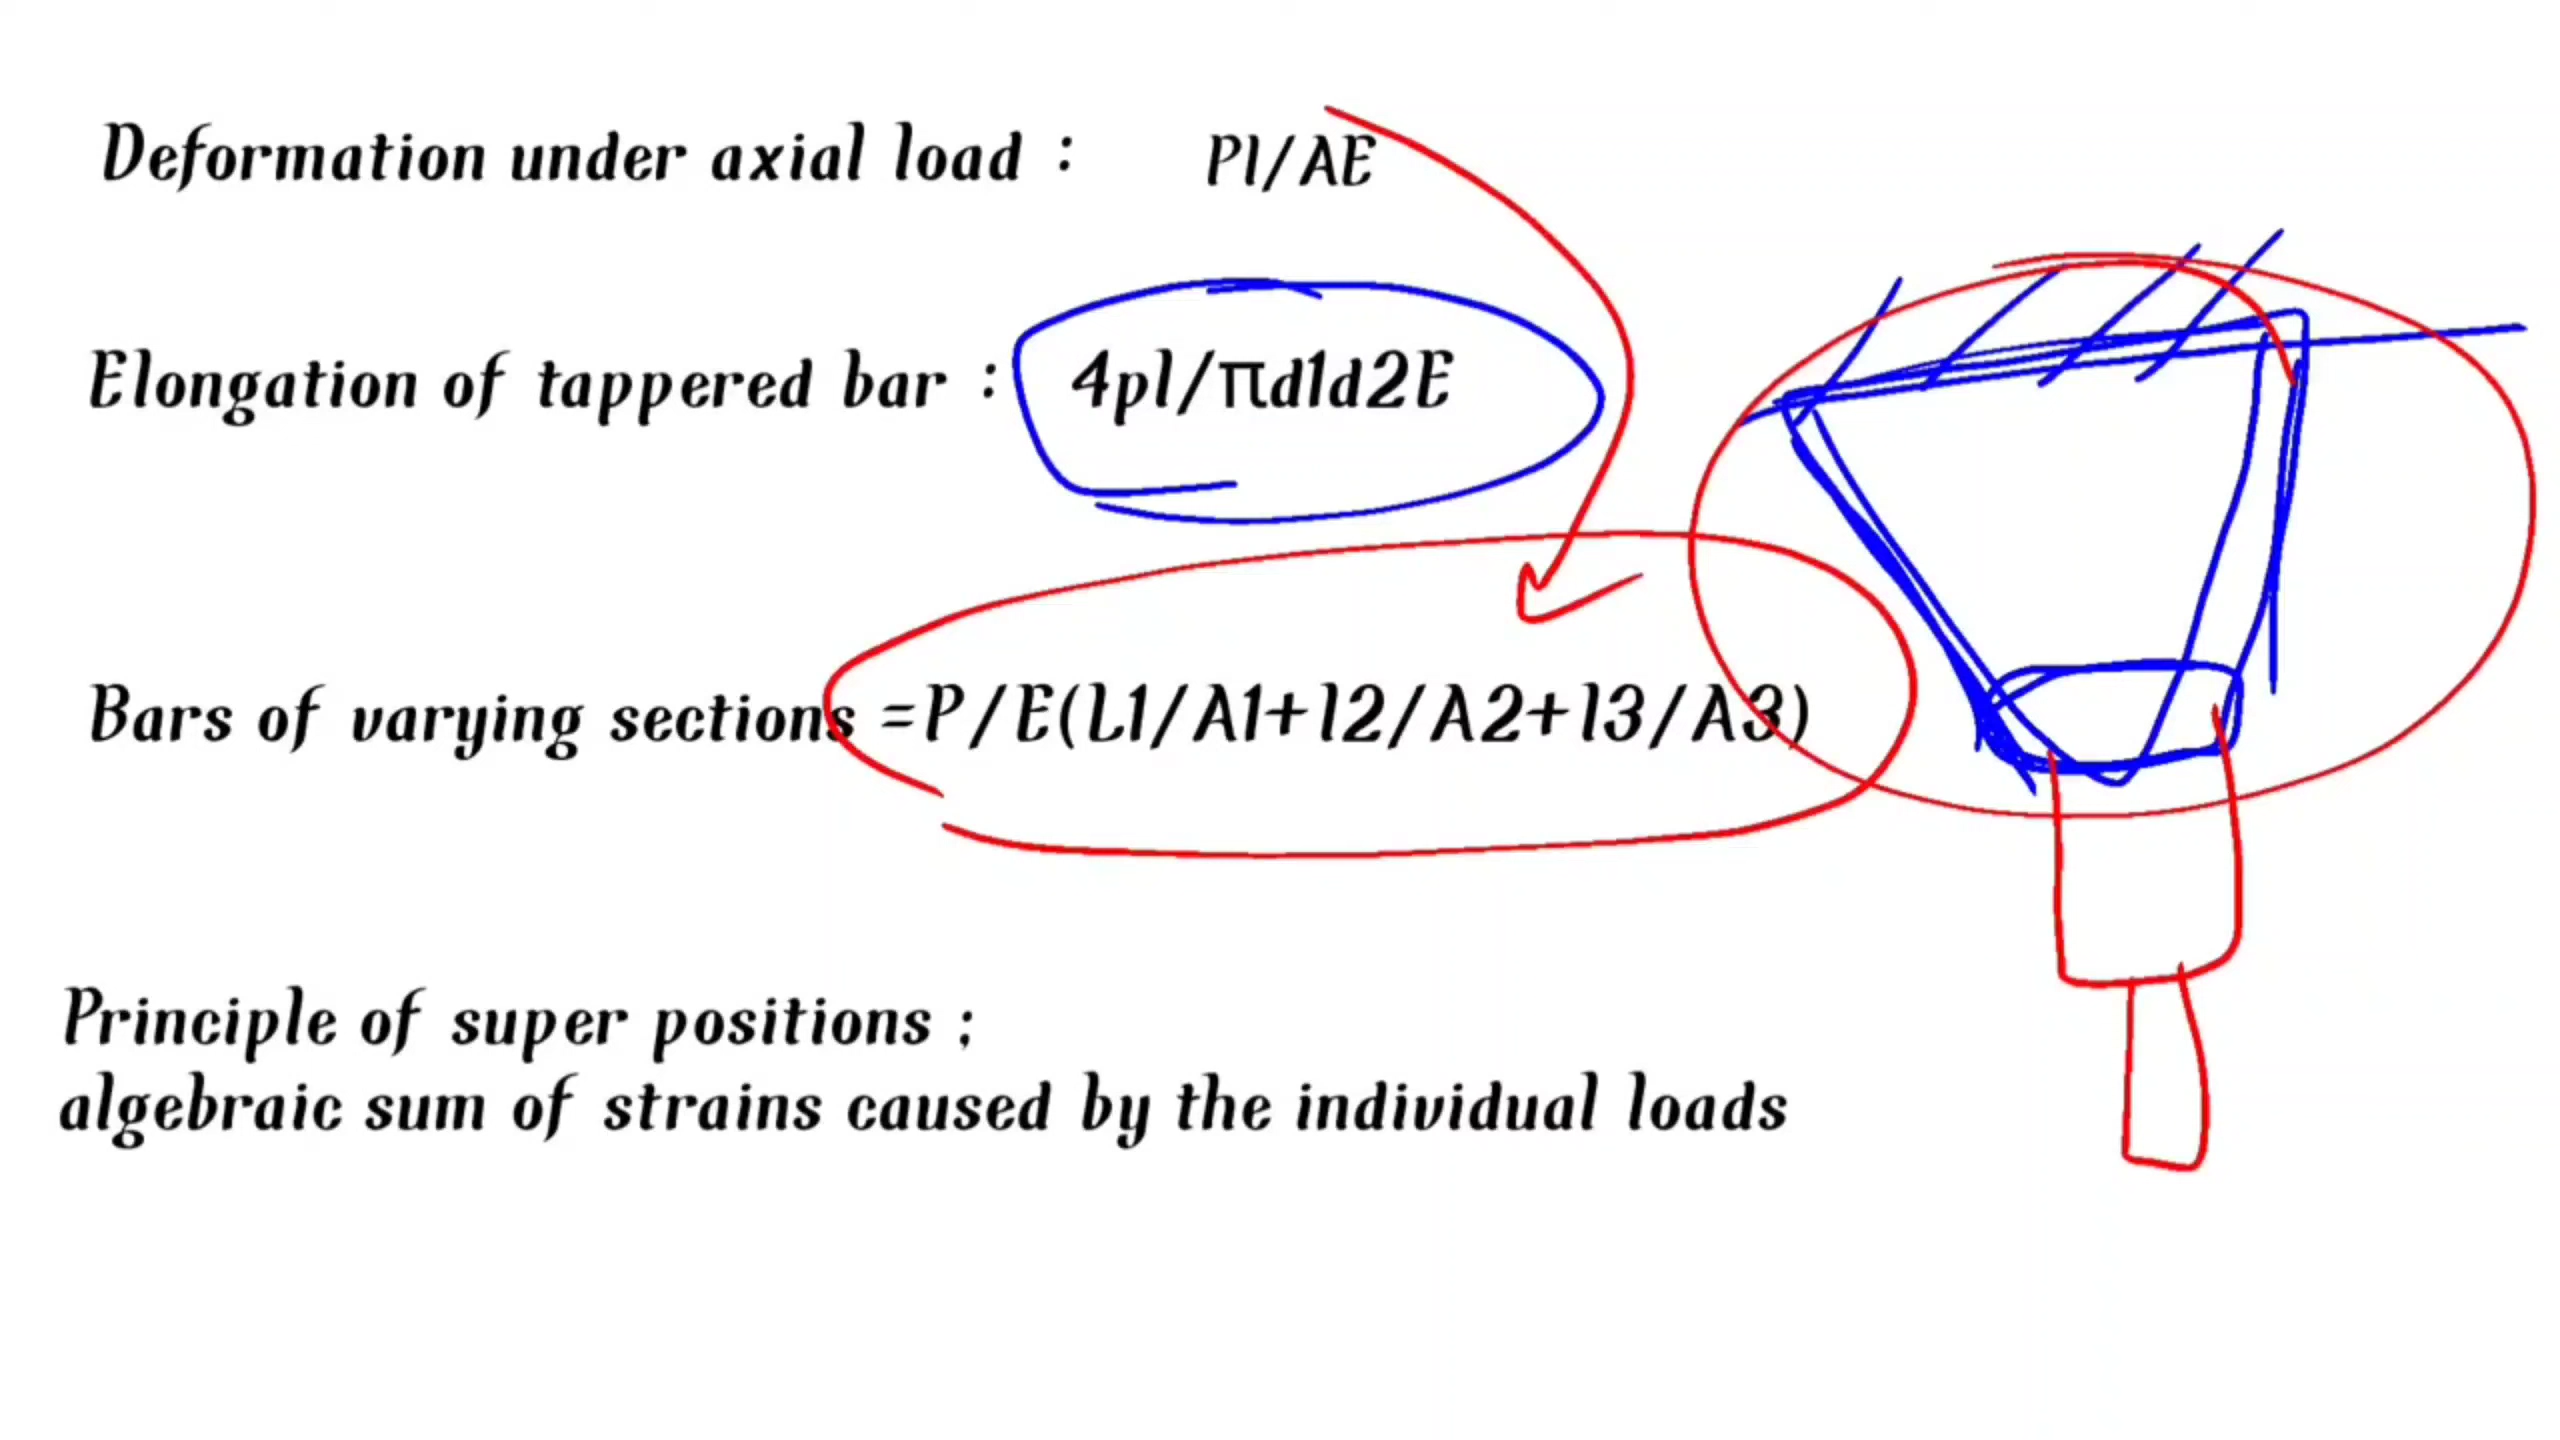 Deformation under axial load : Pl/AE
Elongation of tappered bar : 4pl/πd1d2E
Bars of varying sections =P/E(L1/A1+l2/A2+l3/A3)
Principle of super positions ;
algebraic sum of strains caused by the individual loads